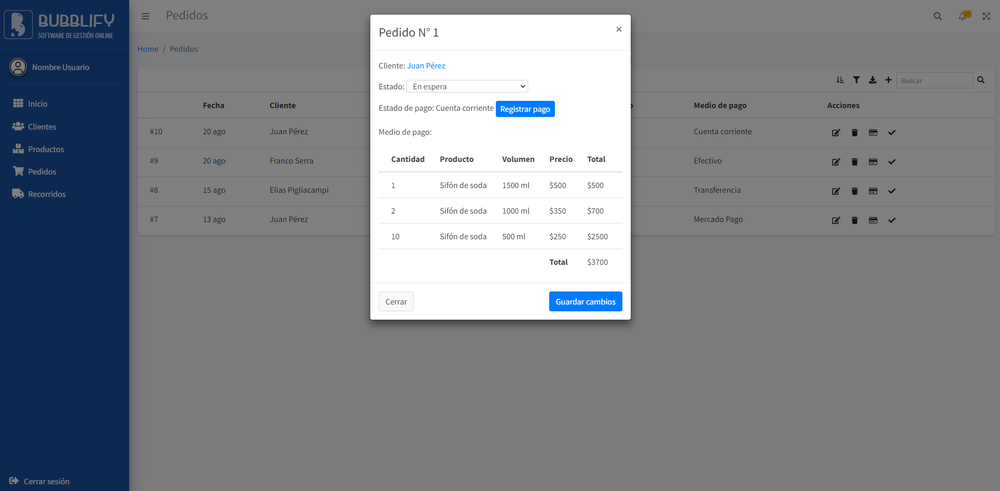 BUBBLIFY
SOFTWARE DE GESTIÓN ONLINE
Nombre Usuario
Inicio
Clientes
Productos
Pedidos
Recorridos
Cerrar sesión
Pedidos
15
Home / Pedidos
Buscar
Fecha Cliente o Medio de pago Acciones
#10 20 ago Juan Pérez Cuenta corriente
#9 20 ago Franco Serra Efectivo
#8 15 ago Elias Pigliacampi Transferencia
#7 13 ago Juan Pérez Mercado Pago
Pedido N° 1 ×
Cliente: Juan Pérez
Estado: En espera
Estado de pago: Cuenta corriente Registrar pago
Medio de pago:
Cantidad Producto Volumen Precio Total
1 Sifón de soda 1500 ml $500 $500
2 Sifón de soda 1000 ml $350 $700
10 Sifón de soda 500 ml $250 $2500
Total $3700
Cerrar Guardar cambios